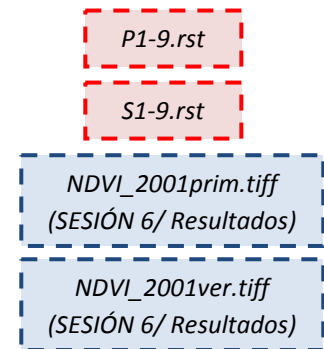 P1-9.rst
S1-9.rst
NDVI_2001prim.tiff
(SESIÓN 6/ Resultados)
NDVI_2001ver.tiff
(SESIÓN 6/ Resultados)